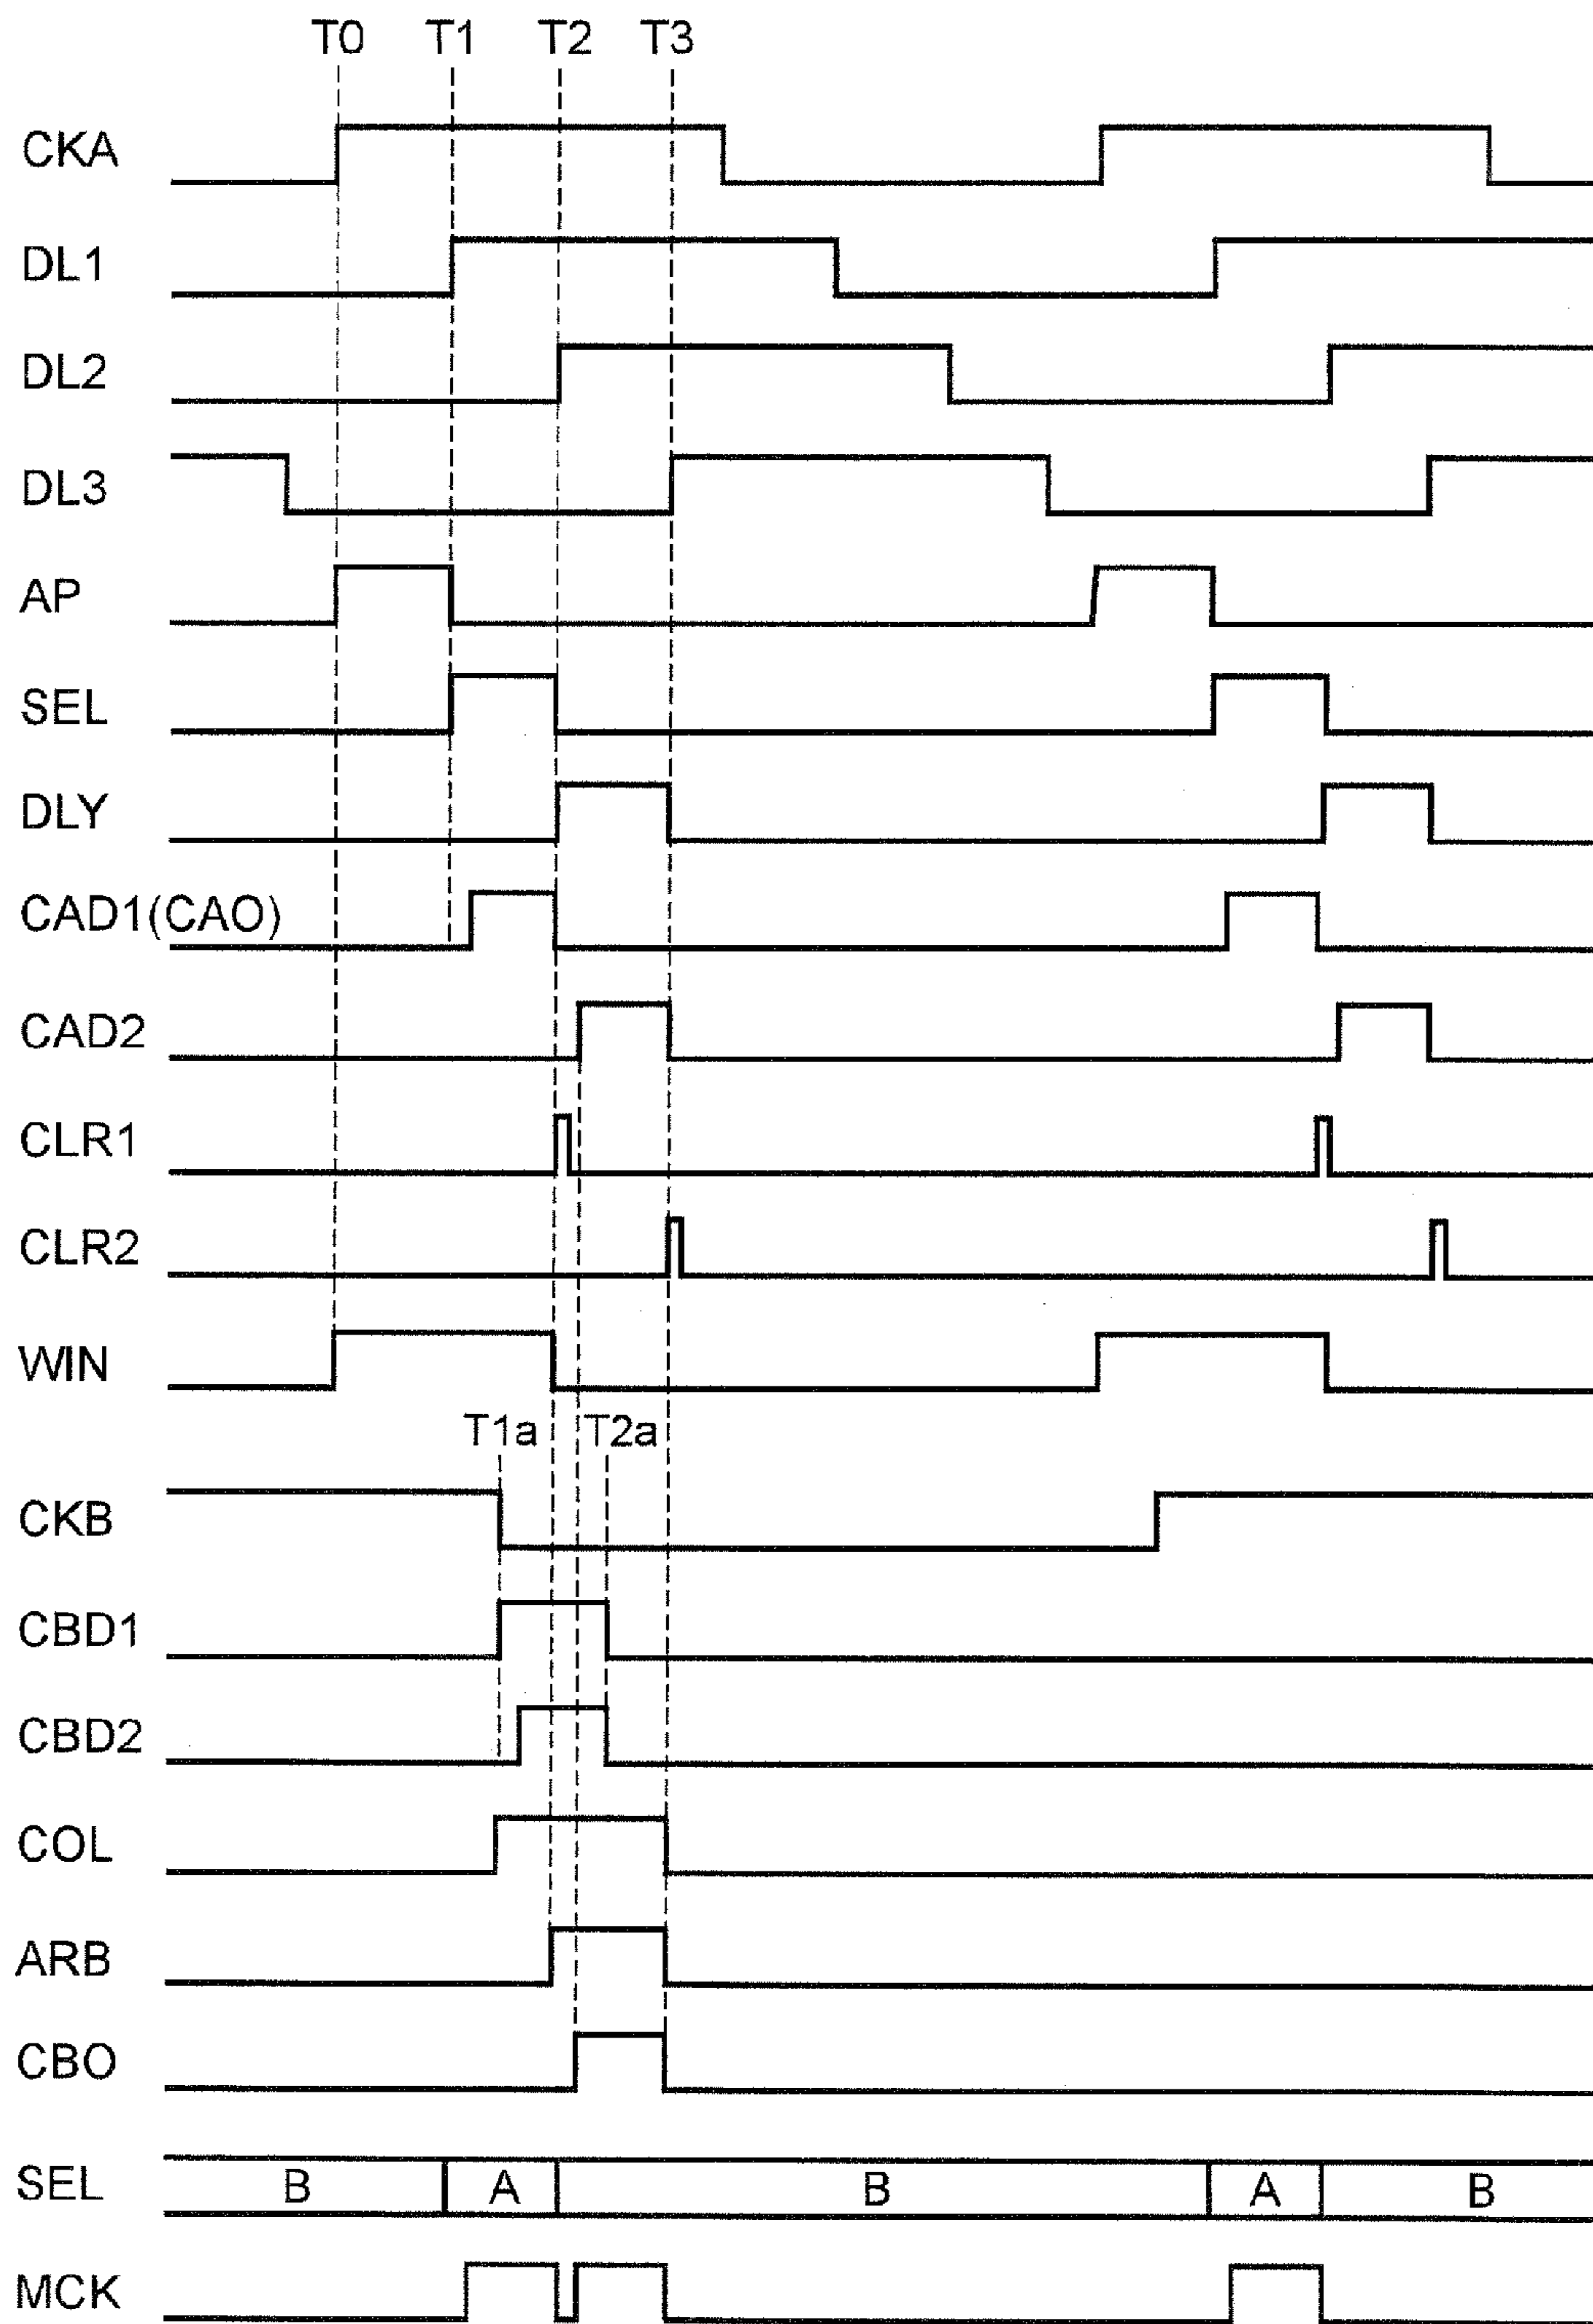 T0 T1 T2 T3
CKA
DL1
DL2
DL3
AP
SEL
DLY
CAD1(CAO)
CAD2
CLR1
CLR2
WIN
T1a T2a
CKB
CBD1
CBD2
COL
ARB
CBO
SEL B A B A B
MCK